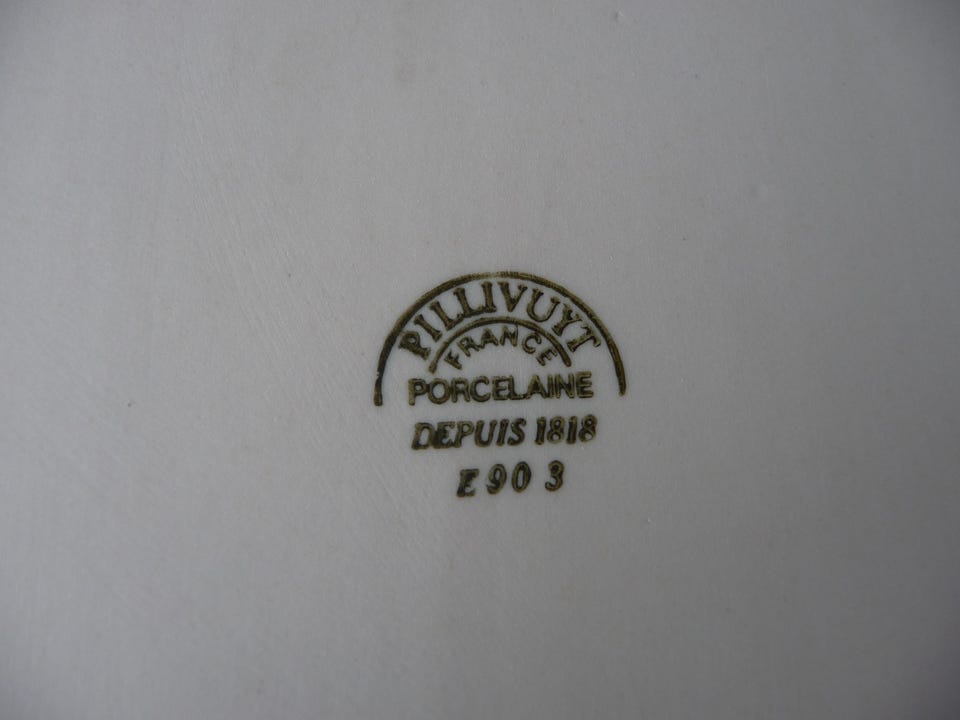 PILLIVUYT
FRANCE
PORCELAINE
DEPUIS 1818
E 90 3